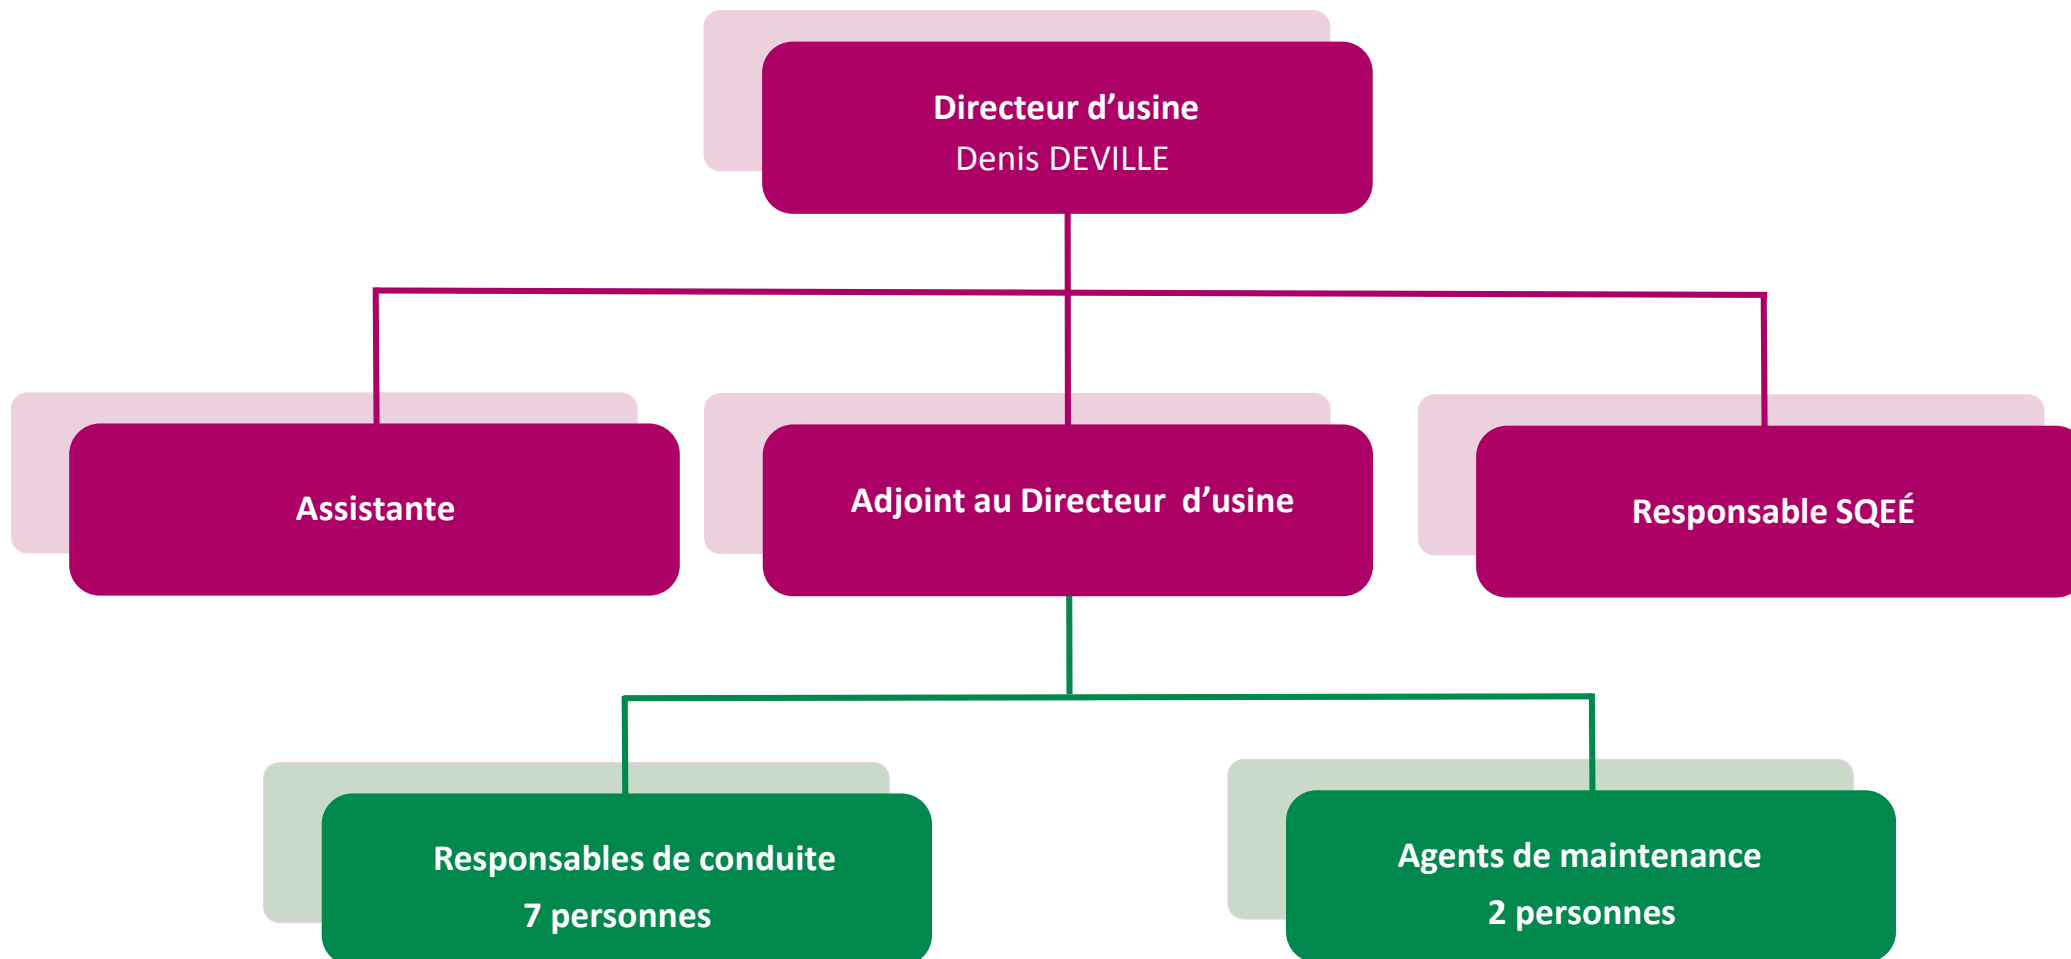 Directeur d’usine
Denis DEVILLE
Assistante
Adjoint au Directeur  d’usine
Responsable SQEÉ
Responsables de conduite
7 personnes
Agents de maintenance
2 personnes